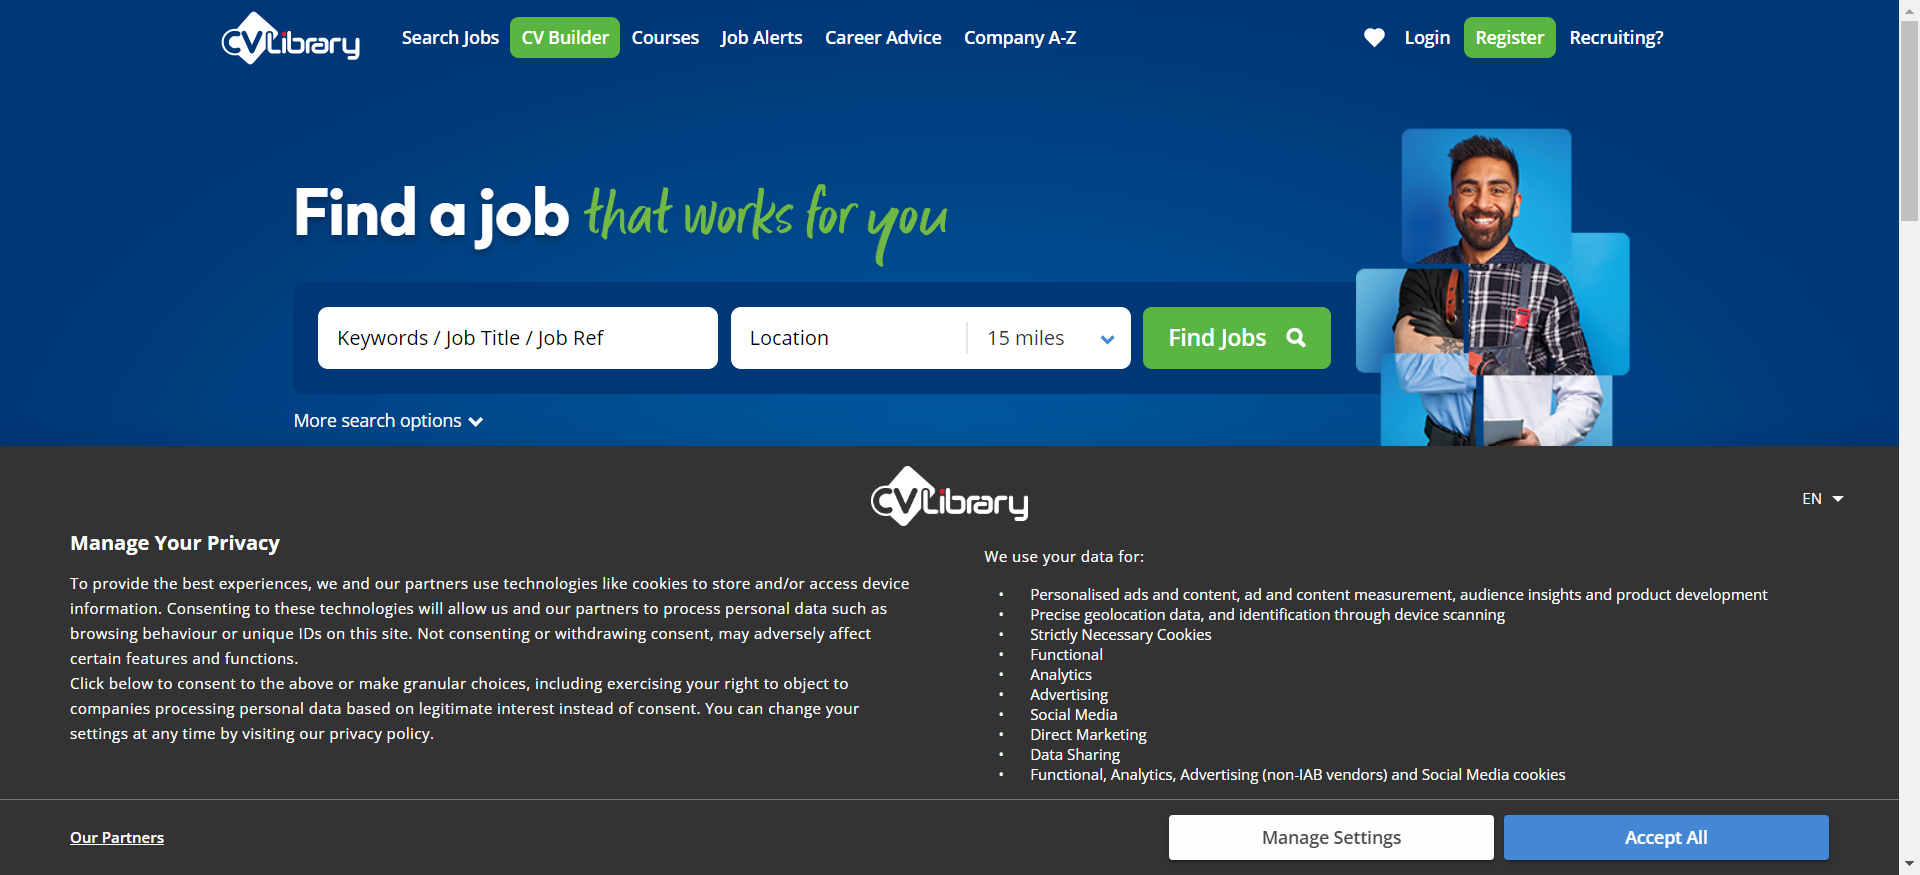 CVLibrary
Search Jobs
CV Builder
Courses
Job Alerts
Career Advice
Company A-Z
Login
Register
Recruiting?
Find a job that works for you
Keywords / Job Title / Job Ref
Location
15 miles
Find Jobs
More search options
CVLibrary
EN
Manage Your Privacy
To provide the best experiences, we and our partners use technologies like cookies to store and/or access device
information. Consenting to these technologies will allow us and our partners to process personal data such as
browsing behaviour or unique IDs on this site. Not consenting or withdrawing consent, may adversely affect
certain features and functions.
Click below to consent to the above or make granular choices, including exercising your right to object to
companies processing personal data based on legitimate interest instead of consent. You can change your
settings at any time by visiting our privacy policy.
We use your data for:
• Personalised ads and content, ad and content measurement, audience insights and product development
• Precise geolocation data, and identification through device scanning
• Strictly Necessary Cookies
• Functional
• Analytics
• Advertising
• Social Media
• Direct Marketing
• Data Sharing
• Functional, Analytics, Advertising (non-IAB vendors) and Social Media cookies
Our Partners
Manage Settings
Accept All